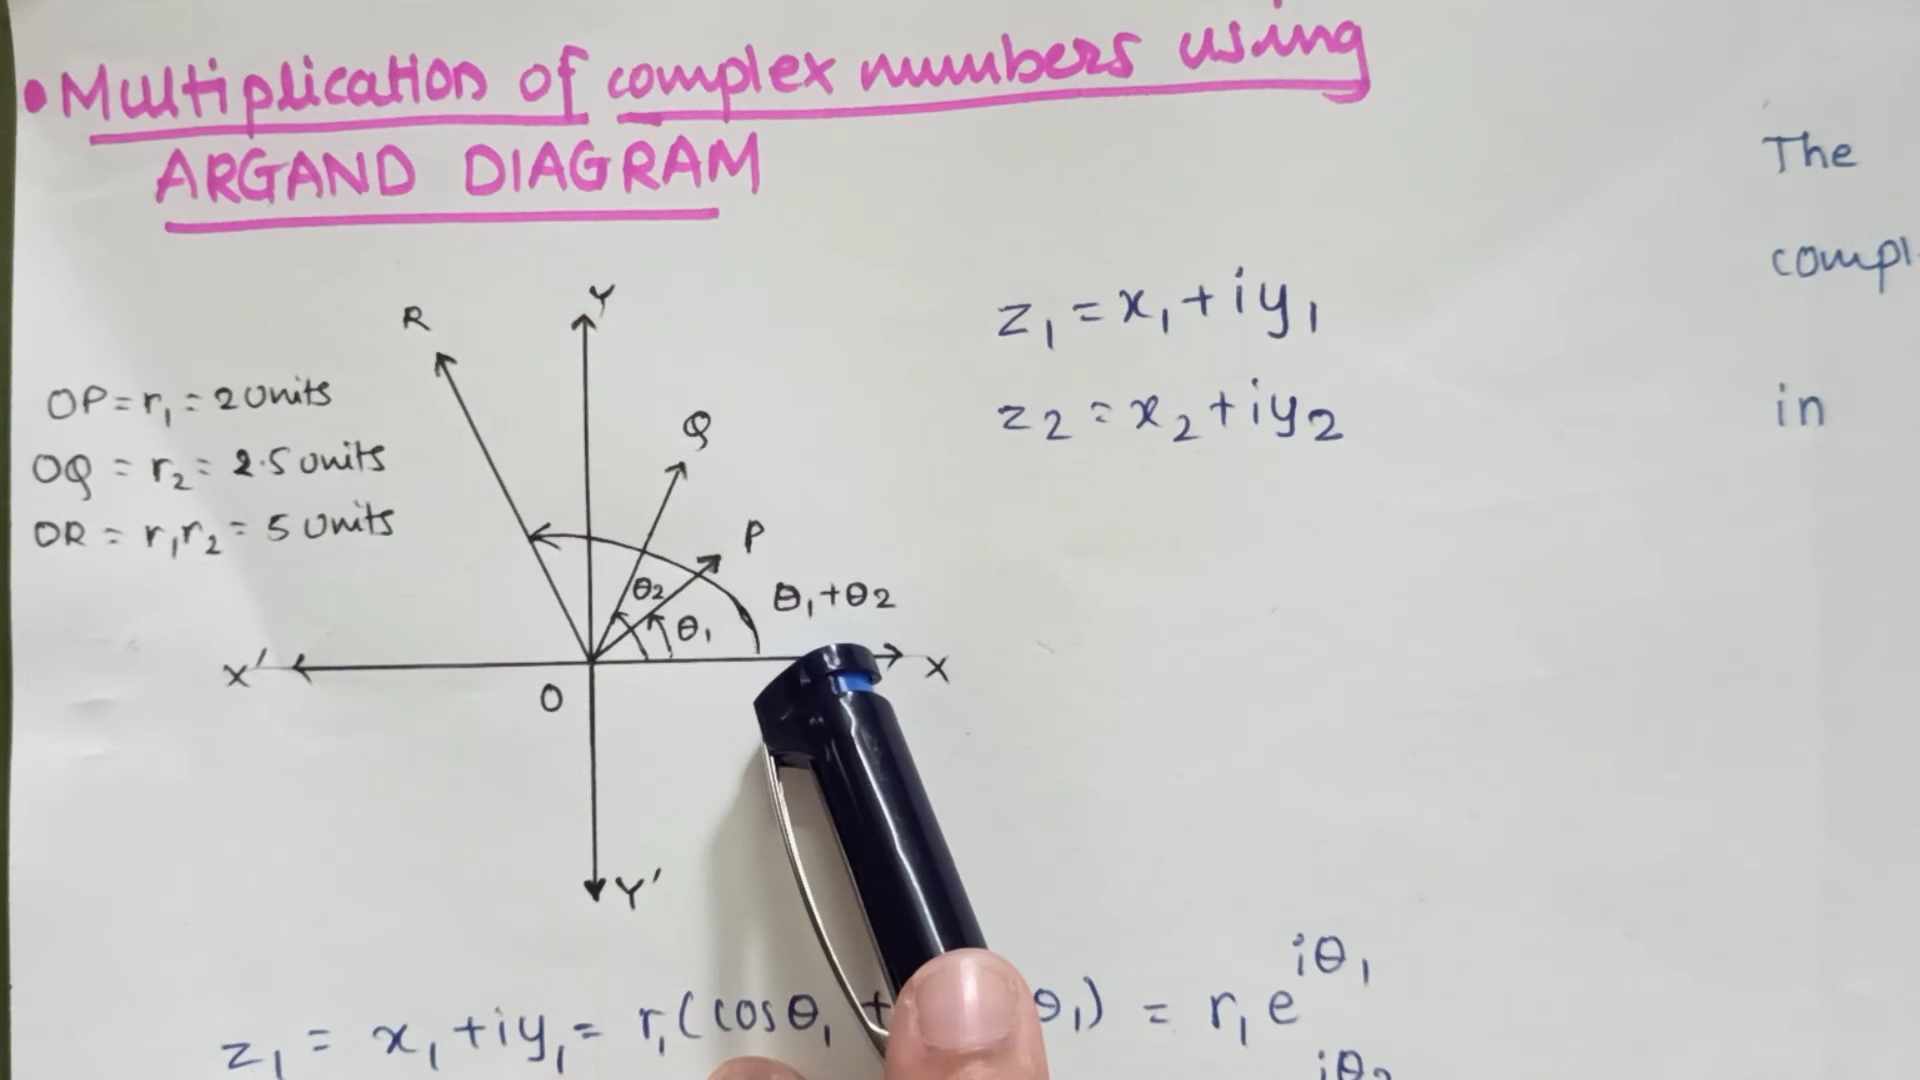 • Multiplication of complex numbers using
ARGAND DIAGRAM
Y
R
OP = r₁ = 2 units
OQ = r₂ = 2.5 units
OR = r₁r₂ = 5 units
Q
P
θ₂
θ₁
θ₁+θ₂
X'
X
O
Y'
z₁ = x₁ + iy₁
z₂ = x₂ + iy₂
z₁ = x₁ + iy₁ = r₁(cosθ₁ + θ₁) = r₁e^iθ₁
iθ₂
The
in